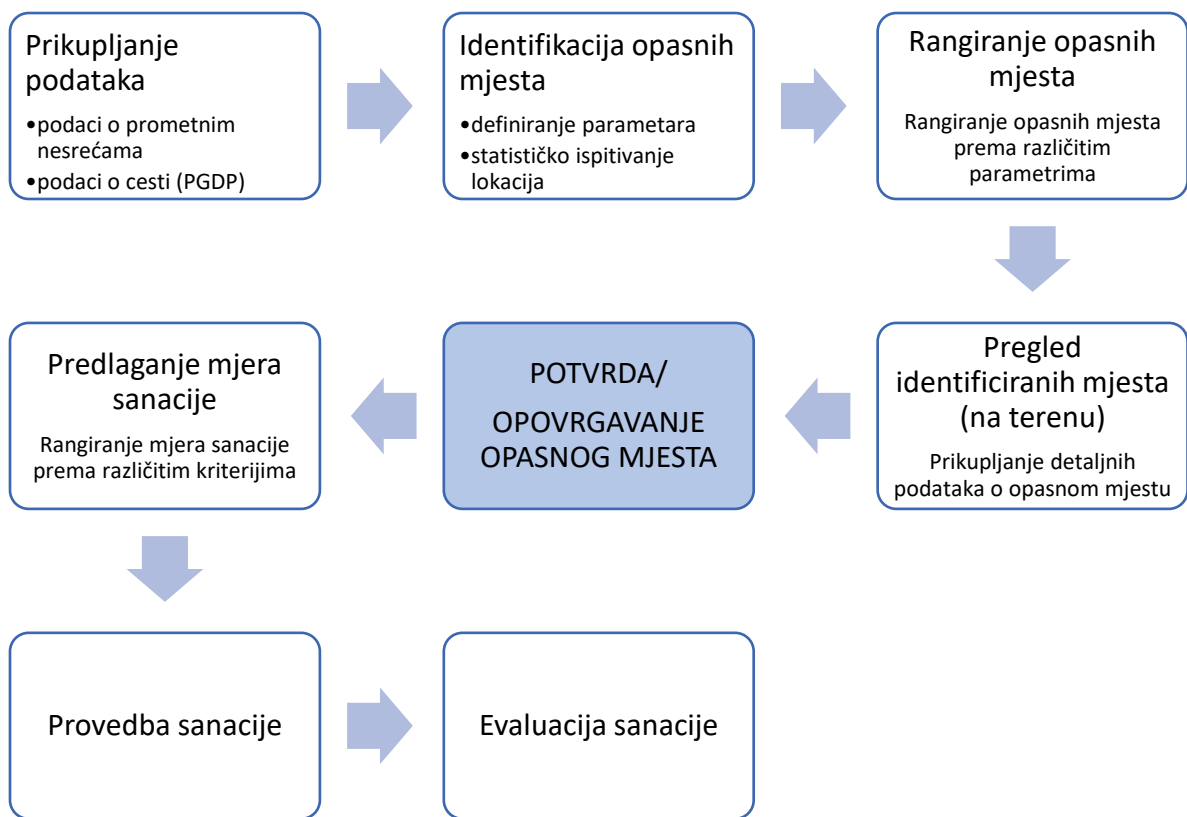 Prikupljanje
podataka
•podaci o prometnim
nesrećama
•podaci o cesti (PGDP)
Identifikacija opasnih
mjesta
•definiranje parametara
•statističko ispitivanje
lokacija
Rangiranje opasnih
mjesta
Rangiranje opasnih mjesta
prema različitim
parametrima
Pregled
identificiranih mjesta
(na terenu)
Prikupljanje detaljnih
podataka o opasnom mjestu
POTVRDA/
OPOVRGAVANJE
OPASNOG MJESTA
Predlaganje mjera
sanacije
Rangiranje mjera sanacije
prema različitim kriterijima
Provedba sanacije
Evaluacija sanacije